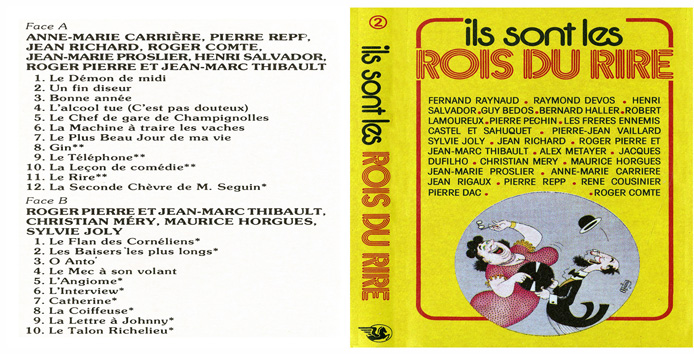 Face A
ANNE-MARIE CARRIÈRE, PIERRE REPP,
JEAN RICHARD, ROGER COMTE,
JEAN-MARIE PROSLIER, HENRI SALVADOR,
ROGER PIERRE ET JEAN-MARC THIBAULT
1. Le Démon de midi
2. Un fin diseur
3. Bonne année
4. L'alcool tue (C'est pas douteux)
5. Le Chef de gare de Champignolles
6. La Machine à traire les vaches
7. Le Plus Beau Jour de ma vie
8. Gin**
9. Le Téléphone**
10. La Leçon de comédie**
11. Le Rire**
12. La Seconde Chèvre de M. Seguin*
Face B
ROGER PIERRE ET JEAN-MARC THIBAULT,
CHRISTIAN MÉRY, MAURICE HORGUES,
SYLVIE JOLY
1. Le Flan des Cornéliens*
2. Les Baisers les plus longs*
3. O Anto'
4. Le Mec à son volant
5. L'Angiome*
6. L'Interview*
7. Catherine*
8. La Coiffeuse*
9. La Lettre à Johnny*
10. Le Talon Richelieu*
2
ils sont les ROIS DU RIRE
ils sont les
ROIS DU RIRE
FERNAND RAYNAUD • RAYMOND DEVOS • HENRI
SALVADOR • GUY BEDOS • BERNARD HALLER • ROBERT
LAMOUREUX • PIERRE PECHIN • LES FRERES ENNEMIS
CASTEL ET SAHUQUET • PIERRE-JEAN VAILLARD
SYLVIE JOLY • JEAN RICHARD • ROGER PIERRE ET
JEAN-MARC THIBAULT • ALEX METAYER • JACQUES
DUFILHO • CHRISTIAN MERY • MAURICE HORGUES
JEAN-MARIE PROSLIER • ANNE-MARIE CARRIERE
JEAN RIGAUX • PIERRE REPP • RENE COUSINIER
PIERRE DAC • • ROGER COMTE